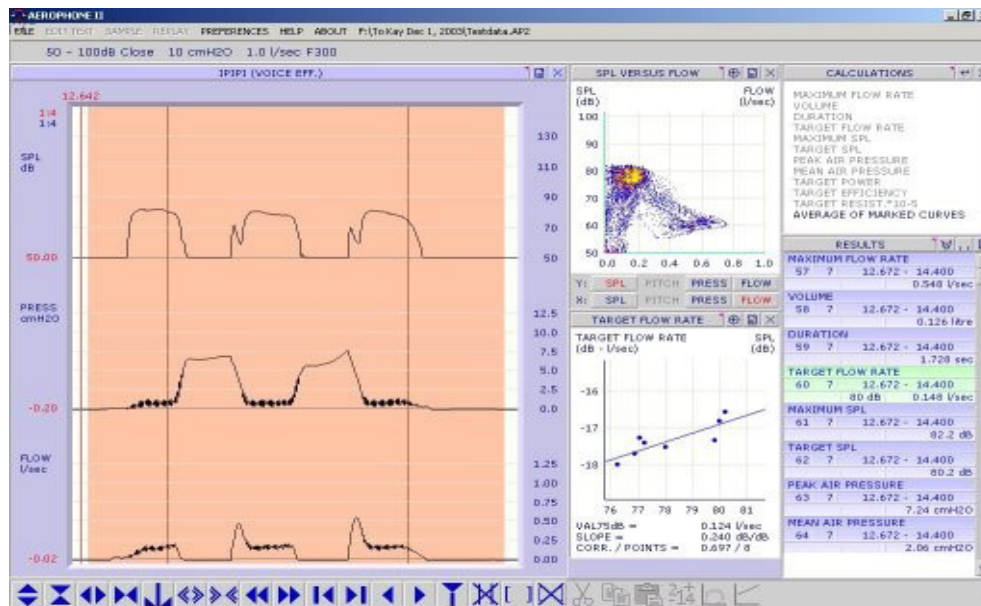 AEROPHONE II
FILE EDIT TEXT SAMPLE REPLAY PREFERENCES HELP ABOUT F:\To Kay Dec 1, 2003\Testdata.AP2
50 - 100dB Close 10 cmH2O 1.0 l/sec F300
IPIPI (VOICE EFF.)
12.642
1:4
1:4
SPL
dB
130
110
90
70
50
50.00
PRESS
cmH2O
12.5
10.0
7.5
5.0
2.5
0.0
-0.20
FLOW
l/sec
1.25
1.00
0.75
0.50
0.25
0.00
-0.02
SPL VERSUS FLOW
SPL FLOW
(dB) (l/sec)
100
90
80
70
60
50
0.0 0.2 0.4 0.6 0.8 1.0
Y: SPL PITCH PRESS FLOW
X: SPL PITCH PRESS FLOW
TARGET FLOW RATE
TARGET FLOW RATE SPL
(dB - l/sec) (dB)
-16
-17
-18
76 77 78 79 80 81
VAL75dB = 0.124 l/sec
SLOPE = 0.240 dB/dB
CORR. / POINTS = 0.697 / 8
CALCULATIONS
MAXIMUM FLOW RATE
VOLUME
DURATION
TARGET FLOW RATE
MAXIMUM SPL
TARGET SPL
PEAK AIR PRESSURE
MEAN AIR PRESSURE
TARGET POWER
TARGET EFFICIENCY
TARGET RESIST.*10-5
AVERAGE OF MARKED CURVES
RESULTS
MAXIMUM FLOW RATE
57 7 12.672 - 14.400
0.548 l/sec
VOLUME
58 7 12.672 - 14.400
0.126 litre
DURATION
59 7 12.672 - 14.400
1.728 sec
TARGET FLOW RATE
60 7 12.672 - 14.400
80 dB 0.148 l/sec
MAXIMUM SPL
61 7 12.672 - 14.400
82.2 dB
TARGET SPL
62 7 12.672 - 14.400
80.2 dB
PEAK AIR PRESSURE
63 7 12.672 - 14.400
7.24 cmH2O
MEAN AIR PRESSURE
64 7 12.672 - 14.400
2.06 cmH2O